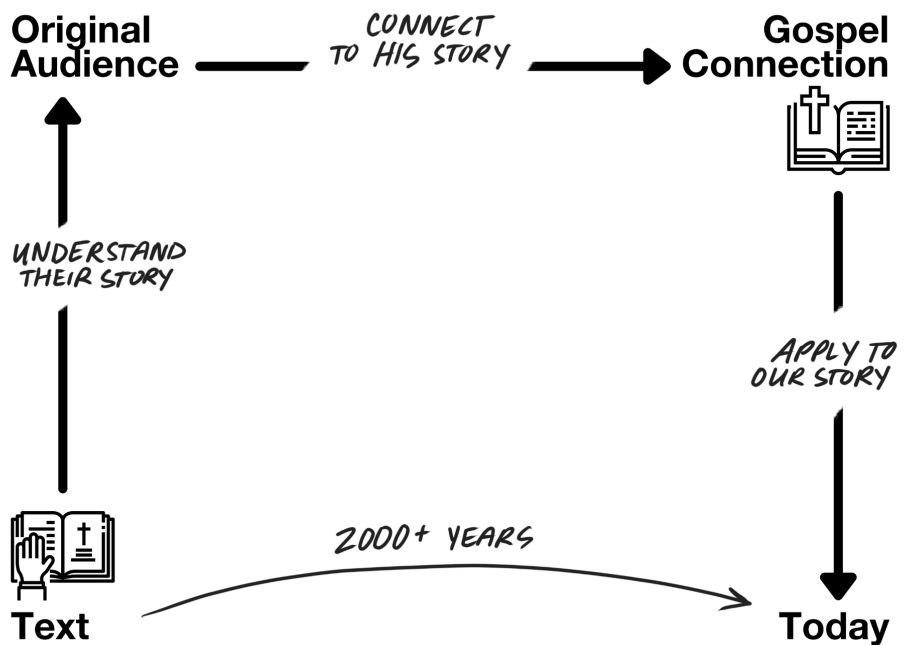 Original
Audience
CONNECT
TO HIS STORY
Gospel
Connection
UNDERSTAND
THEIR STORY
APPLY TO
OUR STORY
2000+ YEARS
Text
Today